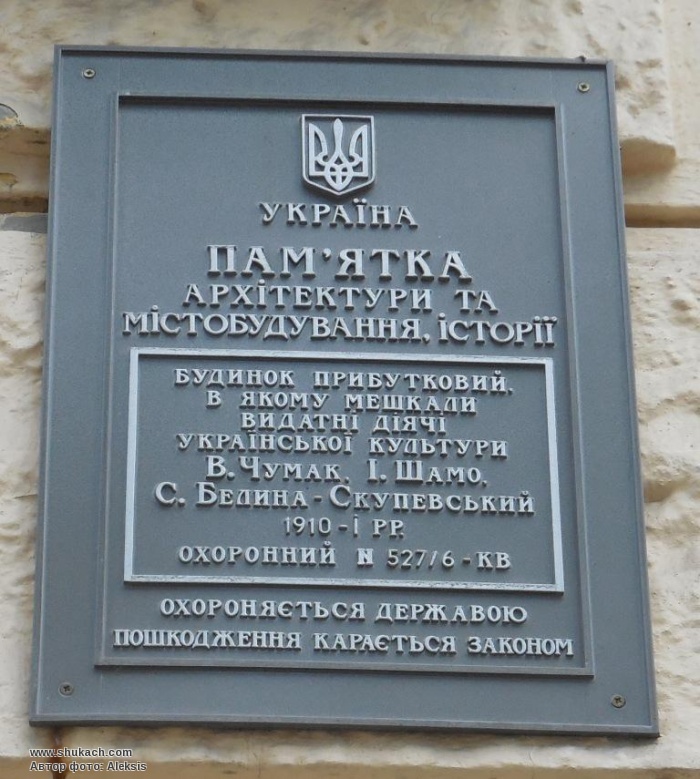 УКРАЇНА
ПАМ'ЯТКА
АРХІТЕКТУРИ ТА
МІСТОБУДУВАННЯ, ІСТОРІЇ
БУДИНОК ПРИБУТКОВИЙ,
В ЯКОМУ МЕШКАЛИ
ВИДАТНІ ДІЯЧІ
УКРАЇНСЬКОЇ КУЛЬТУРИ
В. ЧУМАК, І. ШАМО,
С. БЕЛИНА-СКУПЕВСЬКИЙ
1910-І РР.
ОХОРОННИЙ N 527/6-КВ
ОХОРОНЯЄТЬСЯ ДЕРЖАВОЮ
ПОШКОДЖЕННЯ КАРАЄТЬСЯ ЗАКОНОМ
www.shukach.com
Автор фото: Aleksis